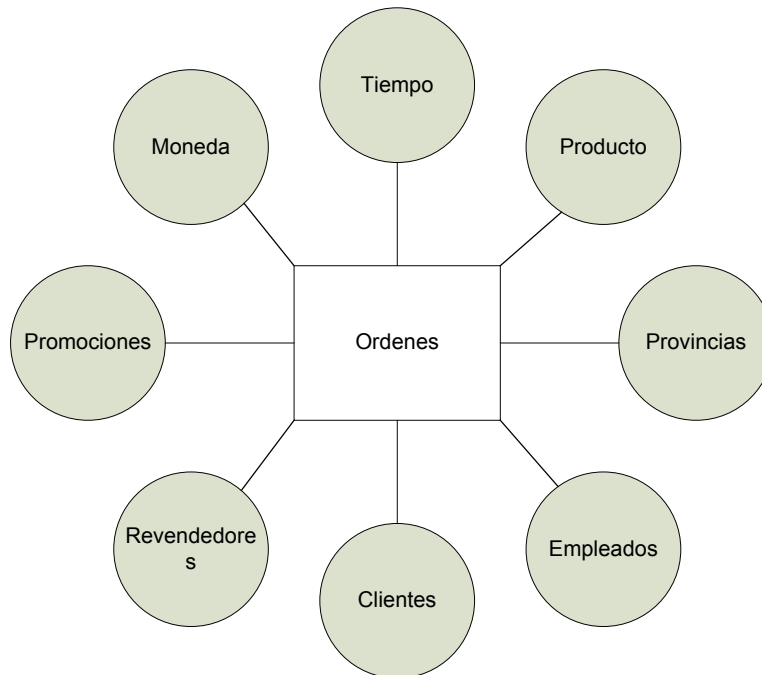 Tiempo
Moneda
Producto
Promociones
Ordenes
Provincias
Revendedore
s
Clientes
Empleados